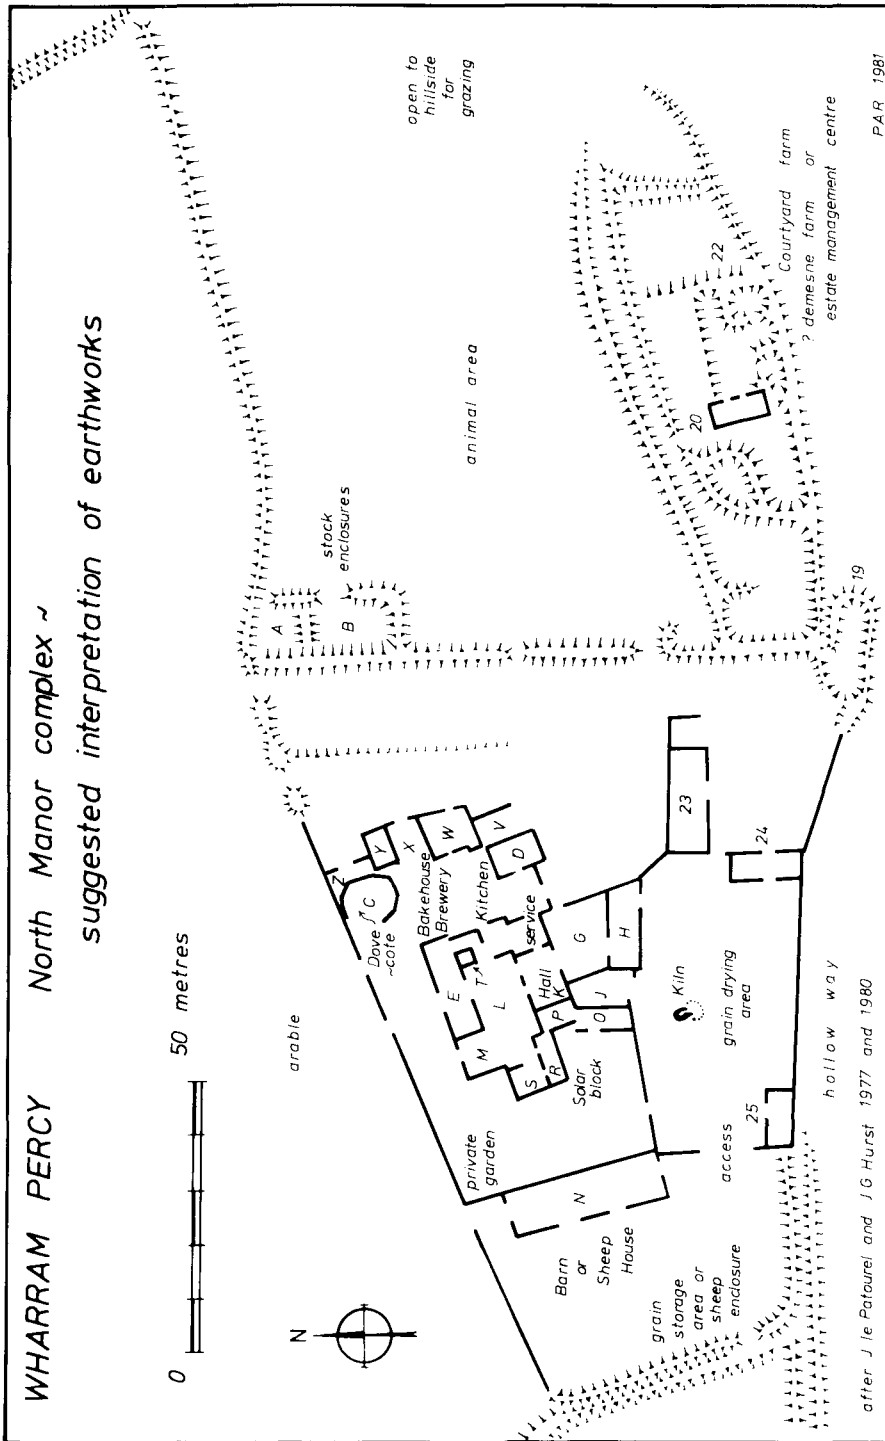 WHARRAM PERCY North Manor complex ~
suggested interpretation of earthworks
0 50 metres
N
arable
open to
hillside
for
grazing
stock
enclosures
A
B
animal area
Z
Dove
~cote
C
Y
X
Bakehouse
Brewery
W
V
Kitchen
D
E
T
L
M
service
Hall
G
H
K
J
P
O
S
R
Solar
block
private
garden
N
Barn
or
Sheep
House
grain
storage
area or
sheep
enclosure
access
25
Kiln
grain drying
area
24
23
hollow way
19
20
22
Courtyard farm
? demesne farm or
estate management centre
after J le Patourel and J G Hurst 1977 and 1980
PAR 1981